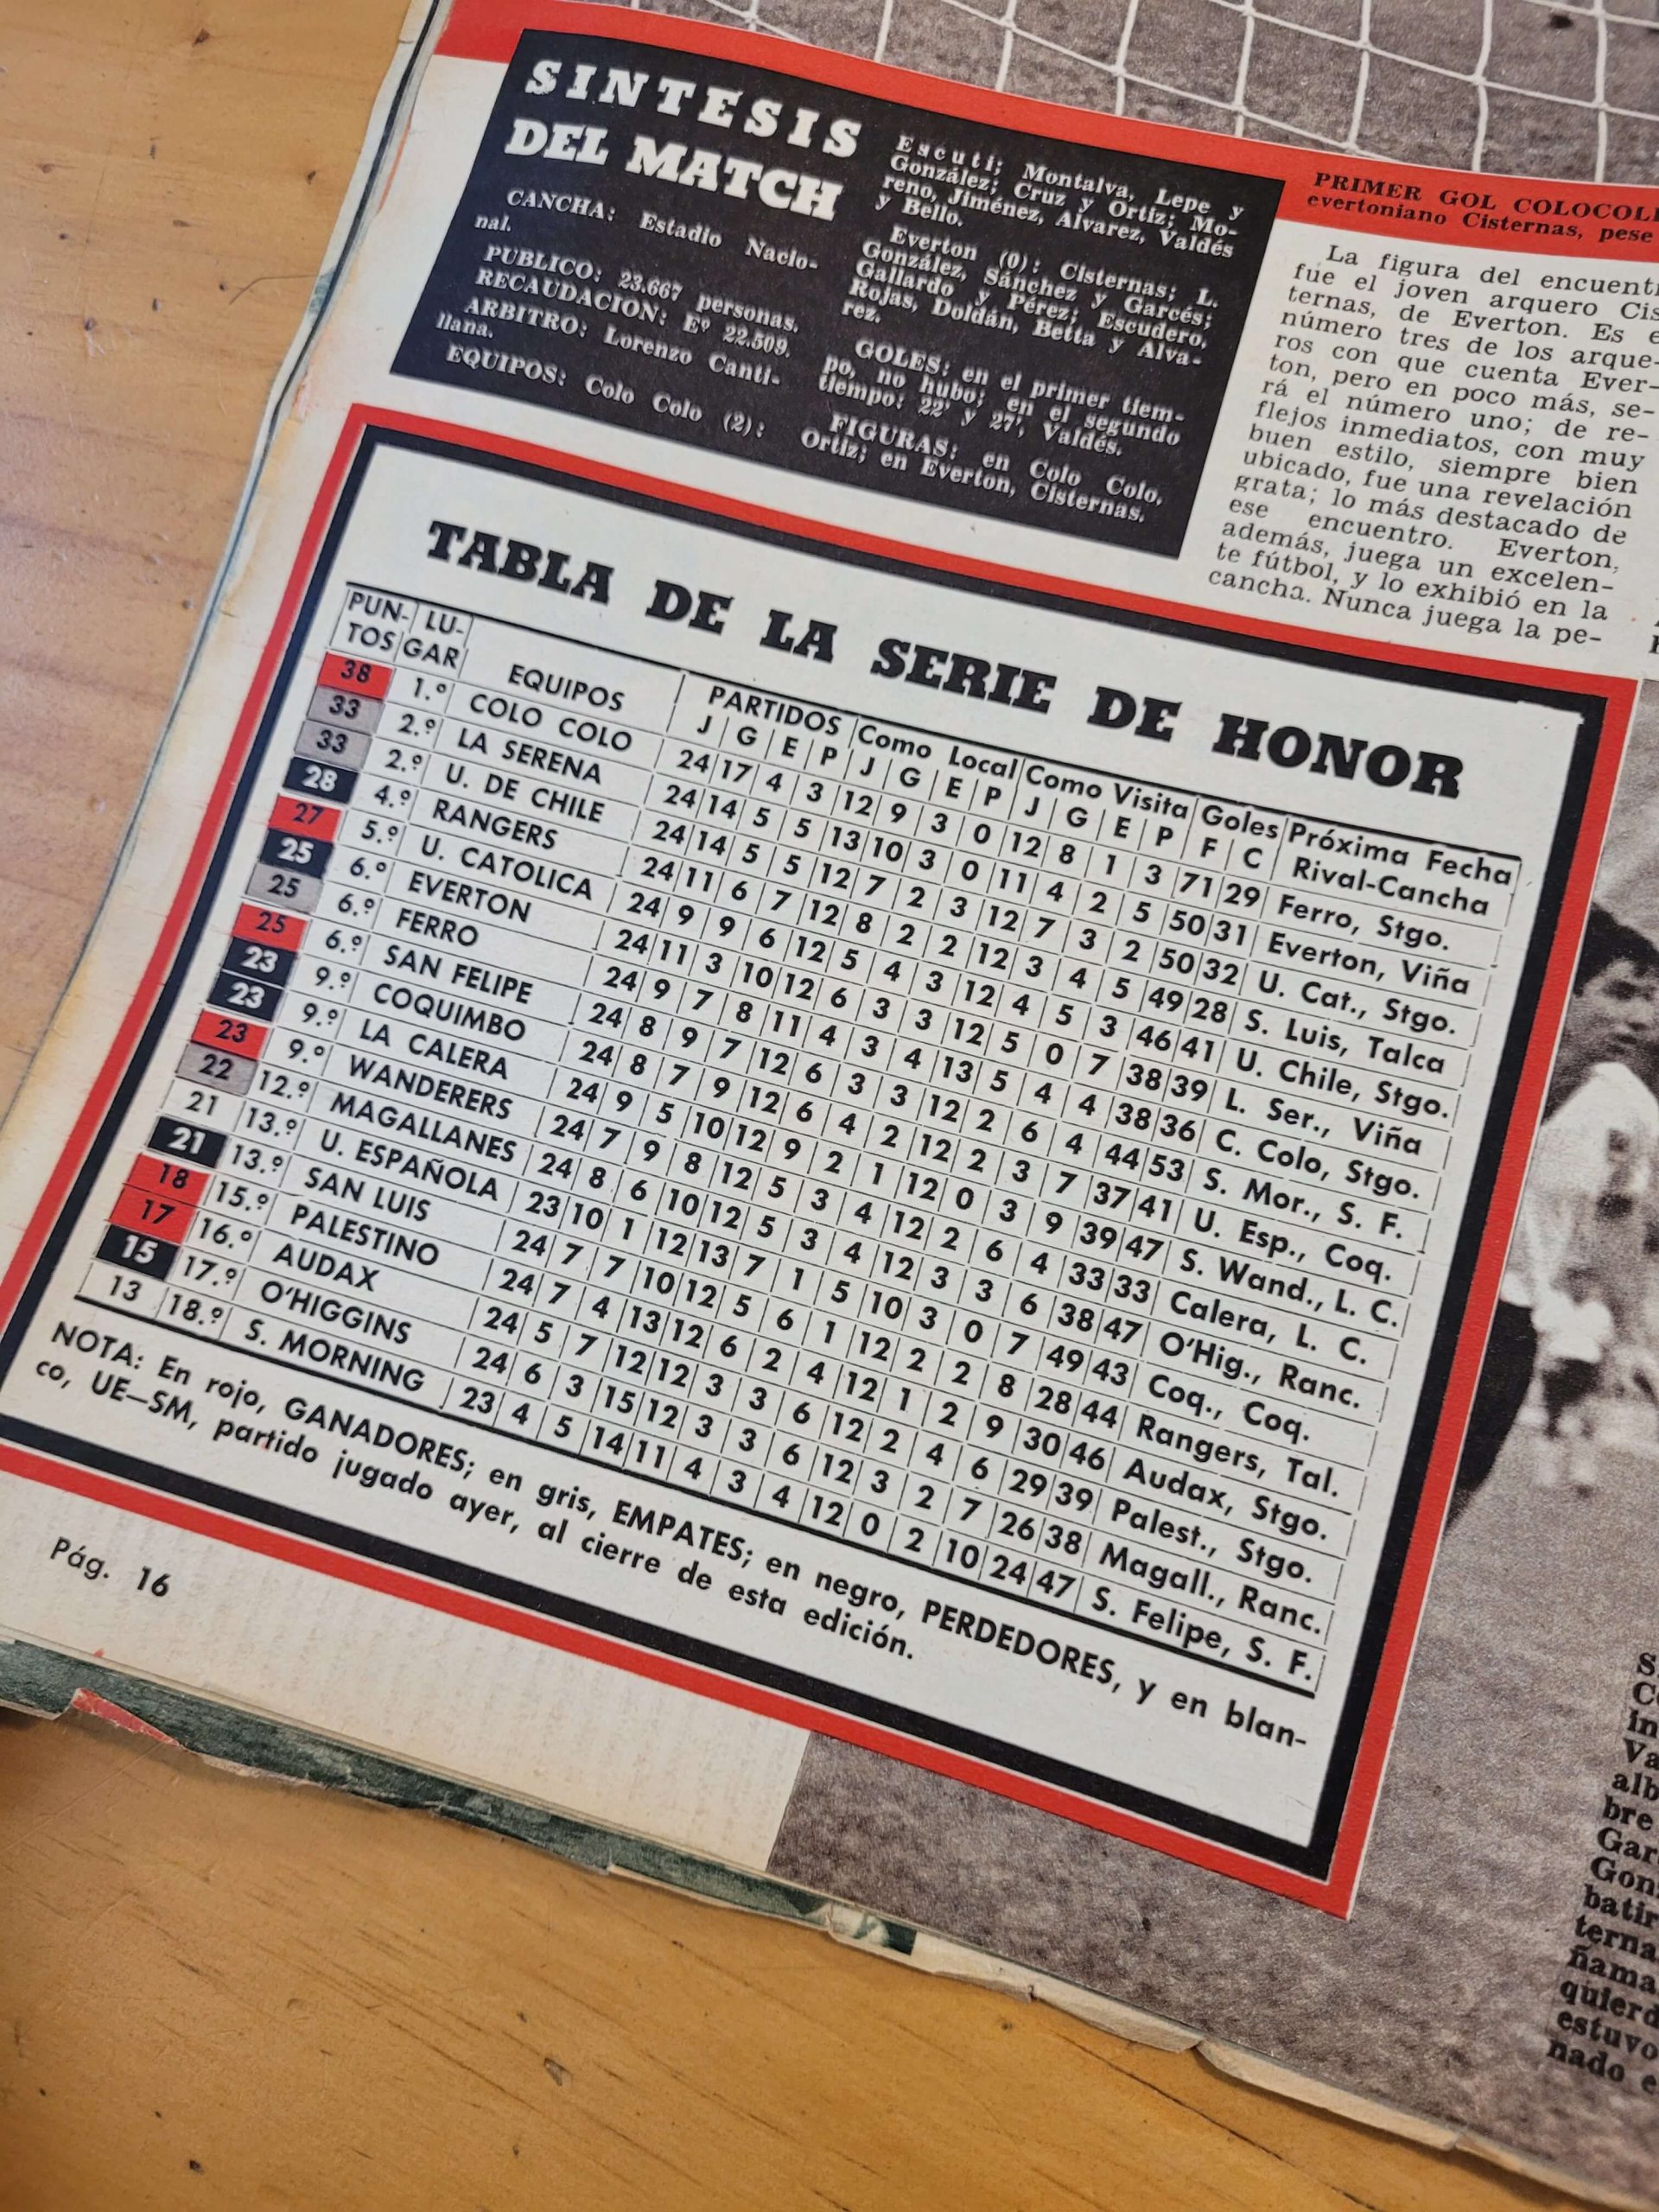 SINTESIS
DEL MATCH
CANCHA: Estadio Nacio-
nal.
PUBLICO: 23.667 personas.
RECAUDACION: Eº 22.509.
ARBITRO: Lorenzo Canti-
llana.
EQUIPOS: Colo Colo (2):
Escuti; Montalva, Lepe y
González; Cruz y Ortiz; Mo-
reno, Jiménez, Alvarez, Valdés
y Bello.
Everton (0): Cisternas; L.
González, Sánchez y Garcés;
Gallardo y Pérez; Escudero,
Rojas, Doldán, Betta y Alva-
rez.
GOLES: en el primer tiem-
po, no hubo; en el segundo
tiempo: 22' y 27', Valdés.
FIGURAS: en Colo Colo,
Ortiz; en Everton, Cisternas.
PRIMER GOL
evertoniano Cisternas, pese
La figura del
fue el joven arquero
ternas, de Everton. Es
número tres de los arque-
ros con que cuenta Ever-
ton, pero en poco más, se-
rá el número uno; de re-
flejos inmediatos, con muy
buen estilo, siempre bien
ubicado, fue una revelación
grata; lo más destacado de
ese encuentro. Everton,
además, juega un excelen-
te fútbol, y lo exhibió en la
cancha. Nunca juega la pe-
TABLA DE LA SERIE DE HONOR
PUN- LU- EQUIPOS PARTIDOS Como Local Como Visita Goles Próxima Fecha
TOS GAR J G E P J G E P J G E P F C Rival-Cancha
38 1.º COLO COLO 24 17 4 3 12 9 3 0 12 8 1 3 71 29 Ferro, Stgo.
33 2.º LA SERENA 24 14 5 5 13 10 3 0 11 4 2 5 50 31 Everton, Viña
33 2.º U. DE CHILE 24 14 5 5 12 7 2 3 12 7 3 2 50 32 U. Cat., Stgo.
28 4.º RANGERS 24 11 6 7 12 8 2 2 12 3 4 5 49 28 S. Luis, Talca
27 5.º U. CATOLICA 24 9 9 6 12 5 4 3 12 4 5 3 46 41 U. Chile, Stgo.
25 6.º EVERTON 24 11 3 10 12 6 3 3 12 5 0 7 38 39 L. Ser., Viña
25 6.º FERRO 24 9 7 8 11 4 3 4 13 5 4 4 38 36 C. Colo, Stgo.
25 6.º SAN FELIPE 24 8 9 7 12 6 3 3 12 2 6 4 44 53 S. Mor., S. F.
23 9.º COQUIMBO 24 8 7 9 12 6 4 2 12 2 3 7 37 41 U. Esp., Coq.
23 9.º LA CALERA 24 9 5 10 12 9 2 1 12 0 3 9 39 47 S. Wand., L. C.
23 9.º WANDERERS 24 7 9 8 12 5 3 4 12 2 6 4 33 33 Calera, L. C.
22 12.º MAGALLANES 24 8 6 10 12 5 3 4 12 3 3 6 38 47 O'Hig., Ranc.
21 13.º U. ESPAÑOLA 23 10 1 12 13 7 1 5 10 3 0 7 49 43 Coq., Coq.
21 13.º SAN LUIS 24 7 7 10 12 5 6 1 12 2 2 8 28 44 Rangers, Tal.
18 15.º PALESTINO 24 7 4 13 12 6 2 4 12 1 2 9 30 46 Audax, Stgo.
17 16.º AUDAX 24 5 7 12 12 3 3 6 12 2 4 6 29 39 Palest., Stgo.
15 17.º O'HIGGINS 24 6 3 15 12 3 3 6 12 3 2 7 26 38 Magall., Ranc.
13 18.º S. MORNING 23 4 5 14 11 4 3 4 12 0 2 10 24 47 S. Felipe, S. F.
NOTA: En rojo, GANADORES; en gris, EMPATES; en negro, PERDEDORES, y en blan-
co, UE—SM, partido jugado ayer, al cierre de esta edición.
Pág. 16